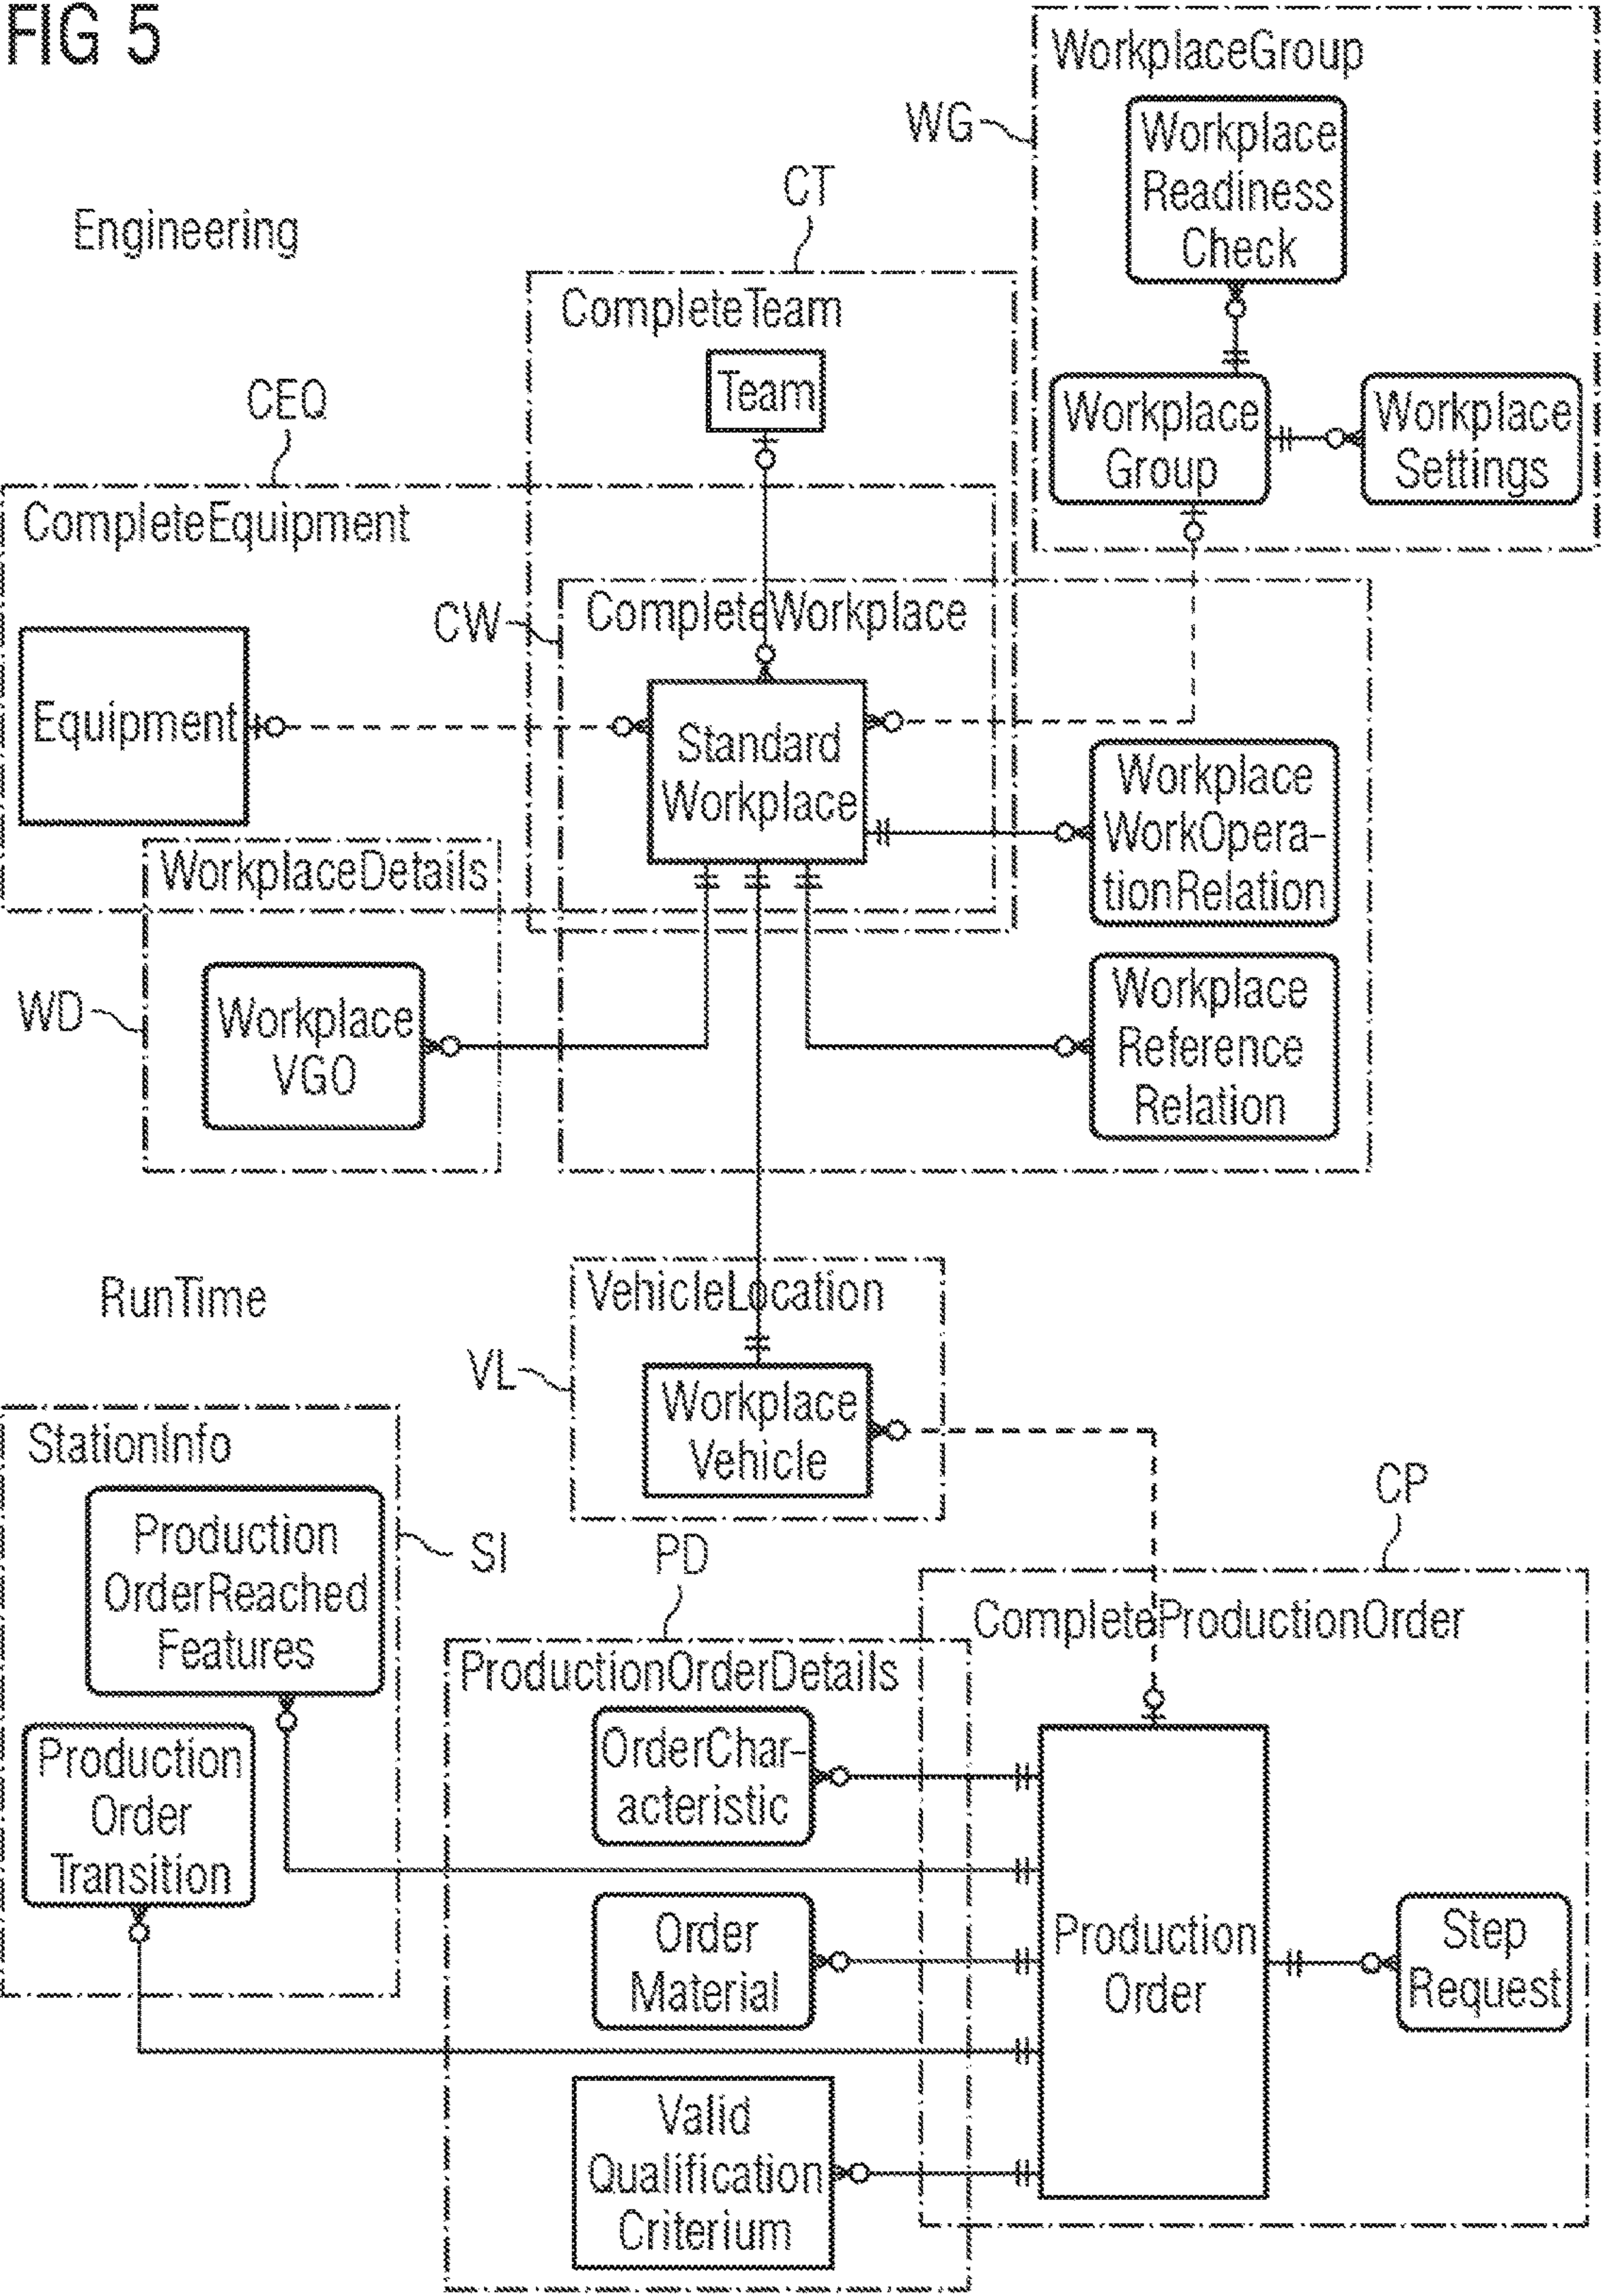 FIG 5
WorkplaceGroup
WG
Workplace
Readiness
Check
CT
Engineering
CompleteTeam
Team
CEQ
Workplace
Group
Workplace
Settings
CompleteEquipment
CW
CompleteWorkplace
Equipment
Standard
Workplace
Workplace
WorkOpera-
tionRelation
WorkplaceDetails
WD
Workplace
VGO
Workplace
Reference
Relation
RunTime
VehicleLocation
VL
Workplace
Vehicle
StationInfo
Production
OrderReached
Features
SI
PD
CP
CompleteProductionOrder
ProductionOrderDetails
Production
Order
Transition
OrderChar-
acteristic
Order
Material
Production
Order
Step
Request
Valid
Qualification
Criterium